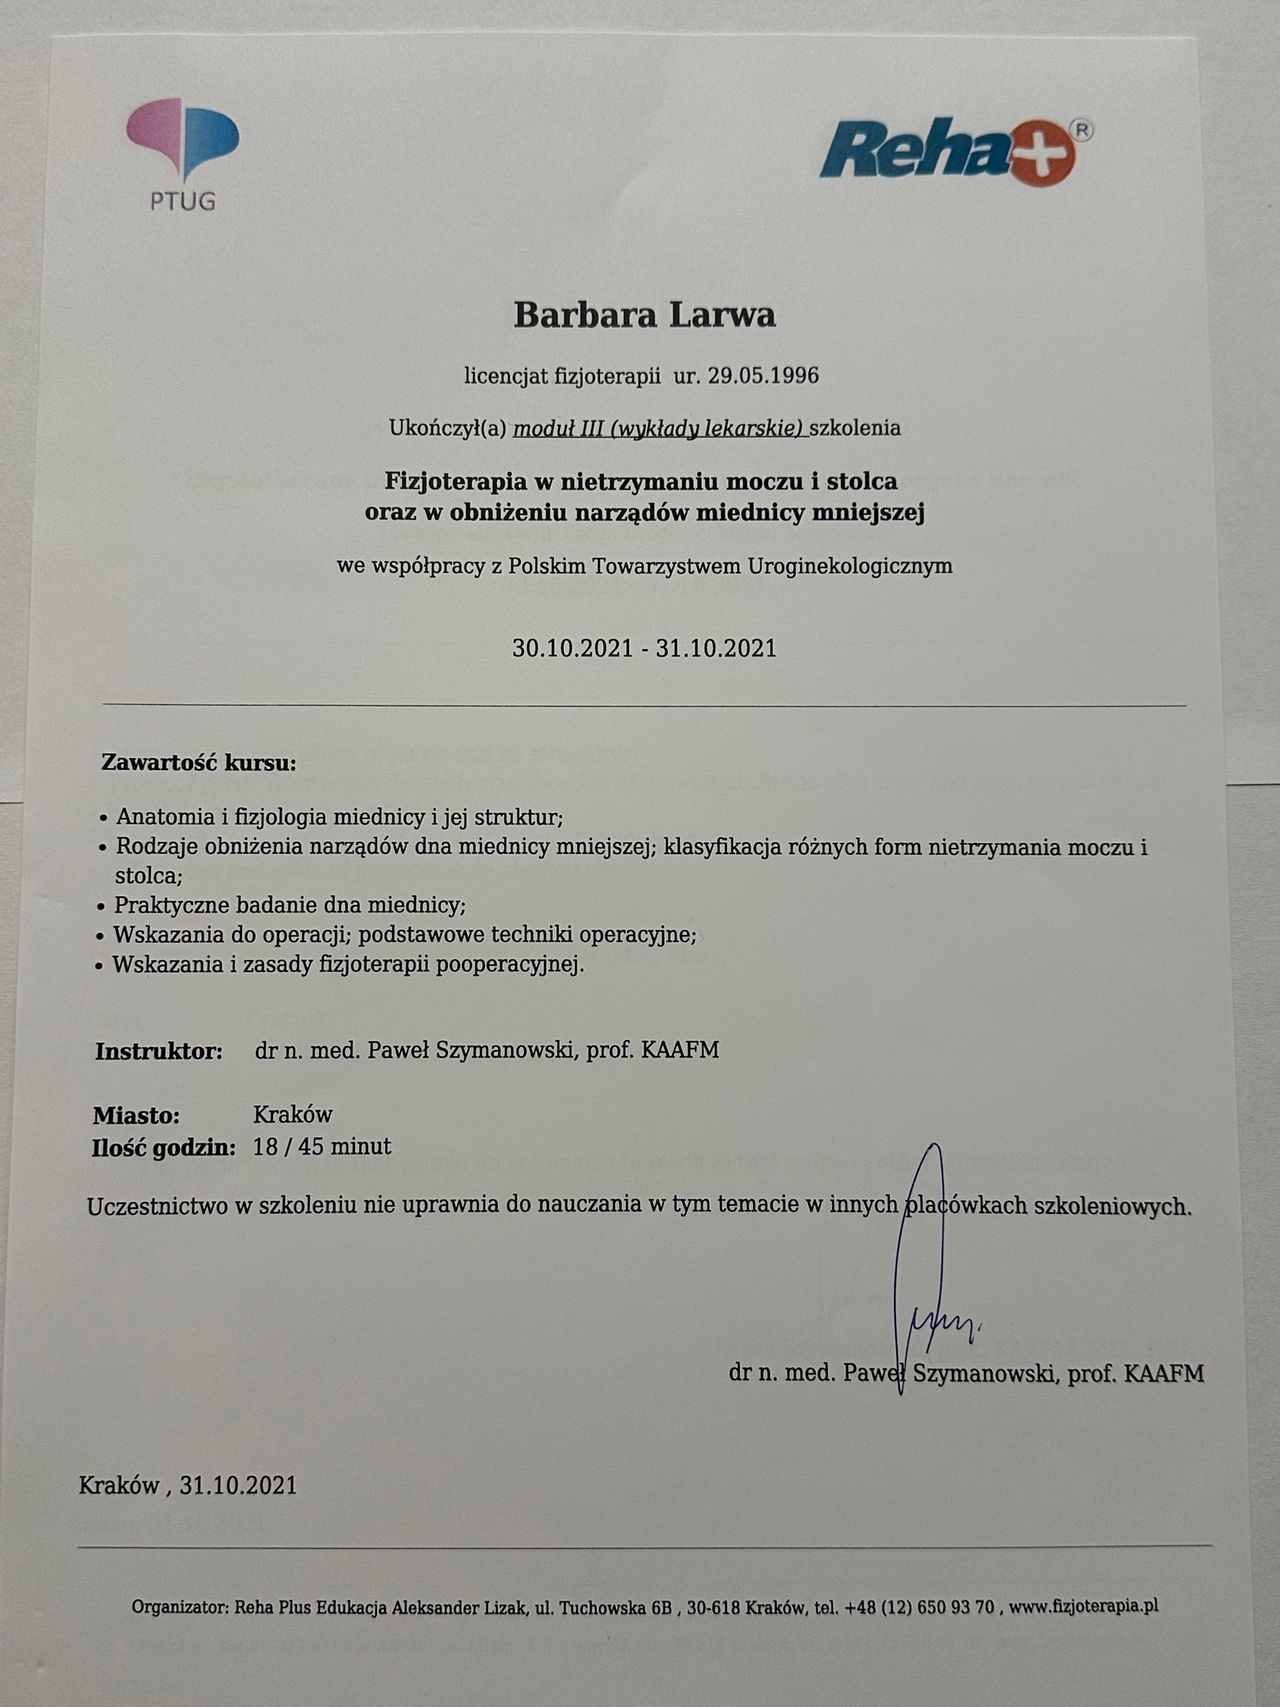 PTUG
Reha+®
Barbara Larwa
licencjat fizjoterapii ur. 29.05.1996
Ukończył(a) moduł III (wykłady lekarskie) szkolenia
Fizjoterapia w nietrzymaniu moczu i stolca
oraz w obniżeniu narządów miednicy mniejszej
we współpracy z Polskim Towarzystwem Uroginekologicznym
30.10.2021 - 31.10.2021
Zawartość kursu:
• Anatomia i fizjologia miednicy i jej struktur;
• Rodzaje obniżenia narządów dna miednicy mniejszej; klasyfikacja różnych form nietrzymania moczu i
stolca;
• Praktyczne badanie dna miednicy;
• Wskazania do operacji; podstawowe techniki operacyjne;
• Wskazania i zasady fizjoterapii pooperacyjnej.
Instruktor: dr n. med. Paweł Szymanowski, prof. KAAFM
Miasto: Kraków
Ilość godzin: 18 / 45 minut
Uczestnictwo w szkoleniu nie uprawnia do nauczania w tym temacie w innych placówkach szkoleniowych.
dr n. med. Paweł Szymanowski, prof. KAAFM
Kraków , 31.10.2021
Organizator: Reha Plus Edukacja Aleksander Lizak, ul. Tuchowska 6B , 30-618 Kraków, tel. +48 (12) 650 93 70 , www.fizjoterapia.pl